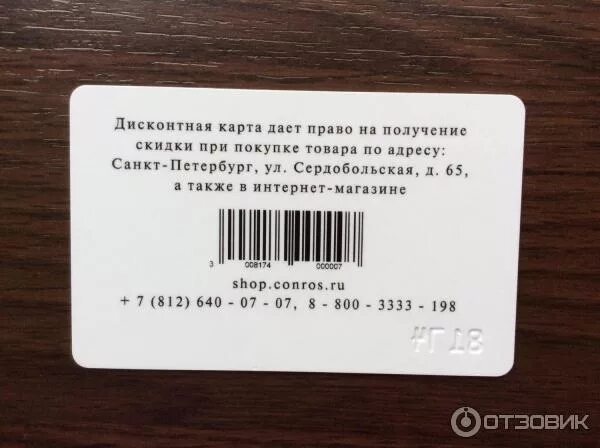 Дисконтная карта дает право на получение
скидки при покупке товара по адресу:
Санкт-Петербург, ул. Сердобольская, д. 65,
а также в интернет-магазине
3 008174 000007
shop.conros.ru
+ 7 (812) 640 - 07 - 07, 8 - 800 - 3333 - 198
ОТЗОВИК